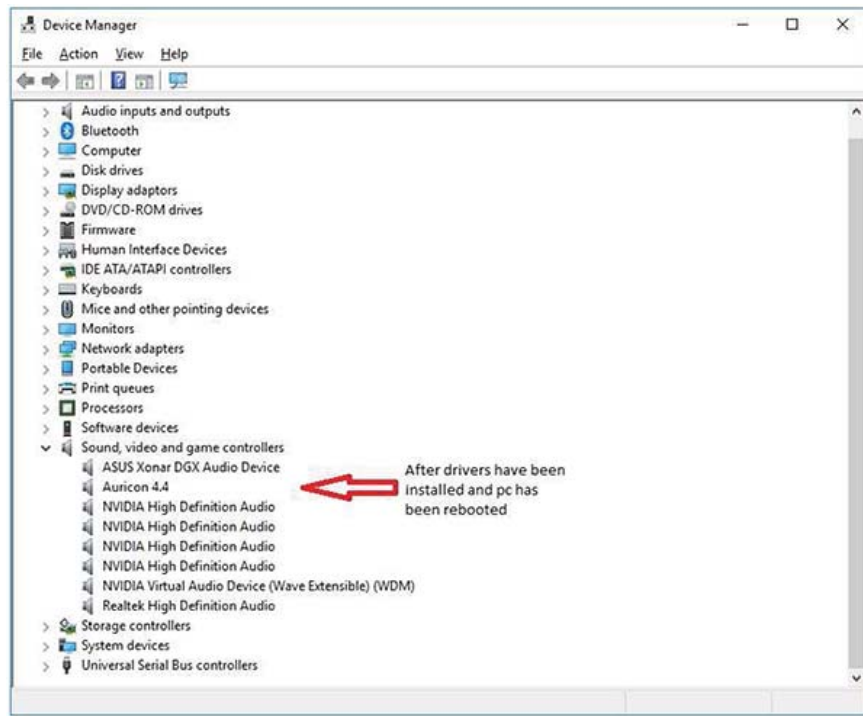 Device Manager
File Action View Help
Audio inputs and outputs
Bluetooth
Computer
Disk drives
Display adaptors
DVD/CD-ROM drives
Firmware
Human Interface Devices
IDE ATA/ATAPI controllers
Keyboards
Mice and other pointing devices
Monitors
Network adapters
Portable Devices
Print queues
Processors
Software devices
Sound, video and game controllers
ASUS Xonar DGX Audio Device
Auricon 4.4
NVIDIA High Definition Audio
NVIDIA High Definition Audio
NVIDIA High Definition Audio
NVIDIA High Definition Audio
NVIDIA Virtual Audio Device (Wave Extensible) (WDM)
Realtek High Definition Audio
Storage controllers
System devices
Universal Serial Bus controllers
After drivers have been
installed and pc has
been rebooted